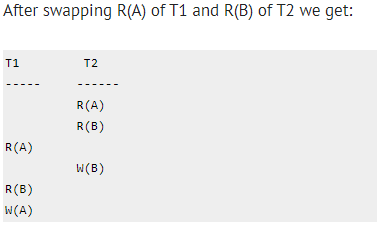 After swapping R(A) of T1 and R(B) of T2 we get:
T1 T2
----- ------
R(A)
R(B)
R(A)
W(B)
R(B)
W(A)